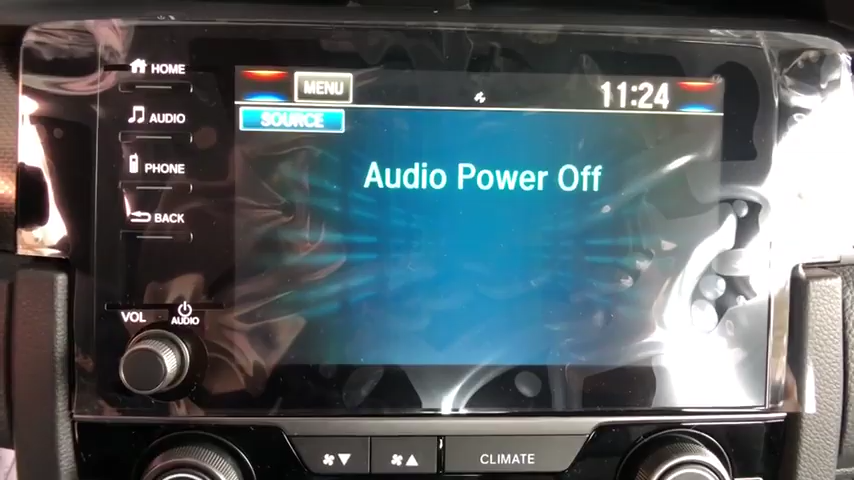 HOME
AUDIO
PHONE
BACK
VOL
AUDIO
MENU
11:24
SOURCE
Audio Power Off
CLIMATE